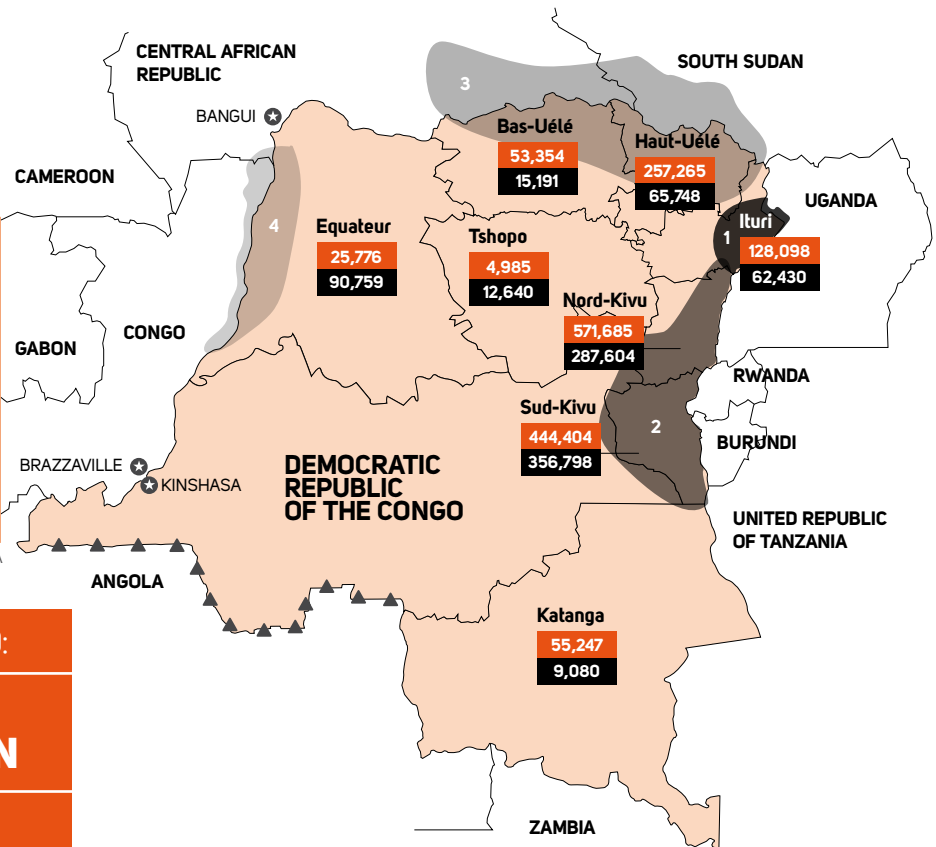 CENTRAL AFRICAN
REPUBLIC
SOUTH SUDAN
3
BANGUI
Bas-Uélé
53,354
15,191
Haut-Uélé
257,265
65,748
CAMEROON
UGANDA
4
Equateur
25,776
90,759
Tshopo
4,985
12,640
1
Ituri
128,098
62,430
Nord-Kivu
571,685
287,604
CONGO
GABON
RWANDA
Sud-Kivu
444,404
356,798
2
BURUNDI
BRAZZAVILLE
KINSHASA
DEMOCRATIC
REPUBLIC
OF THE CONGO
UNITED REPUBLIC
OF TANZANIA
ANGOLA
Katanga
55,247
9,080
N
ZAMBIA